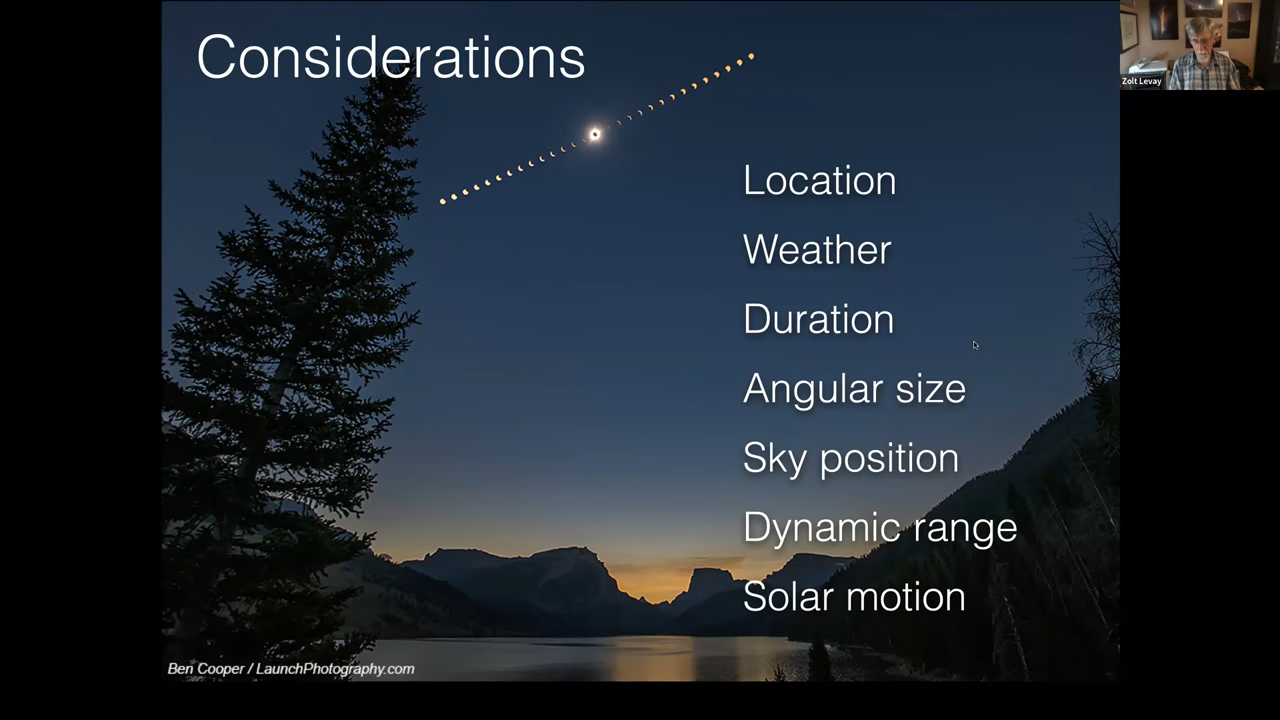 Considerations
Zolt Levay
Location
Weather
Duration
Angular size
Sky position
Dynamic range
Solar motion
Ben Cooper / LaunchPhotography.com